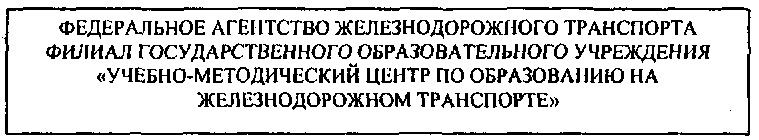 ФЕДЕРАЛЬНОЕ АГЕНТСТВО ЖЕЛЕЗНОДОРОЖНОГО ТРАНСПОРТА
ФИЛИАЛ ГОСУДАРСТВЕННОГО ОБРАЗОВАТЕЛЬНОГО УЧРЕЖДЕНИЯ
«УЧЕБНО-МЕТОДИЧЕСКИЙ ЦЕНТР ПО ОБРАЗОВАНИЮ НА
ЖЕЛЕЗНОДОРОЖНОМ ТРАНСПОРТЕ»